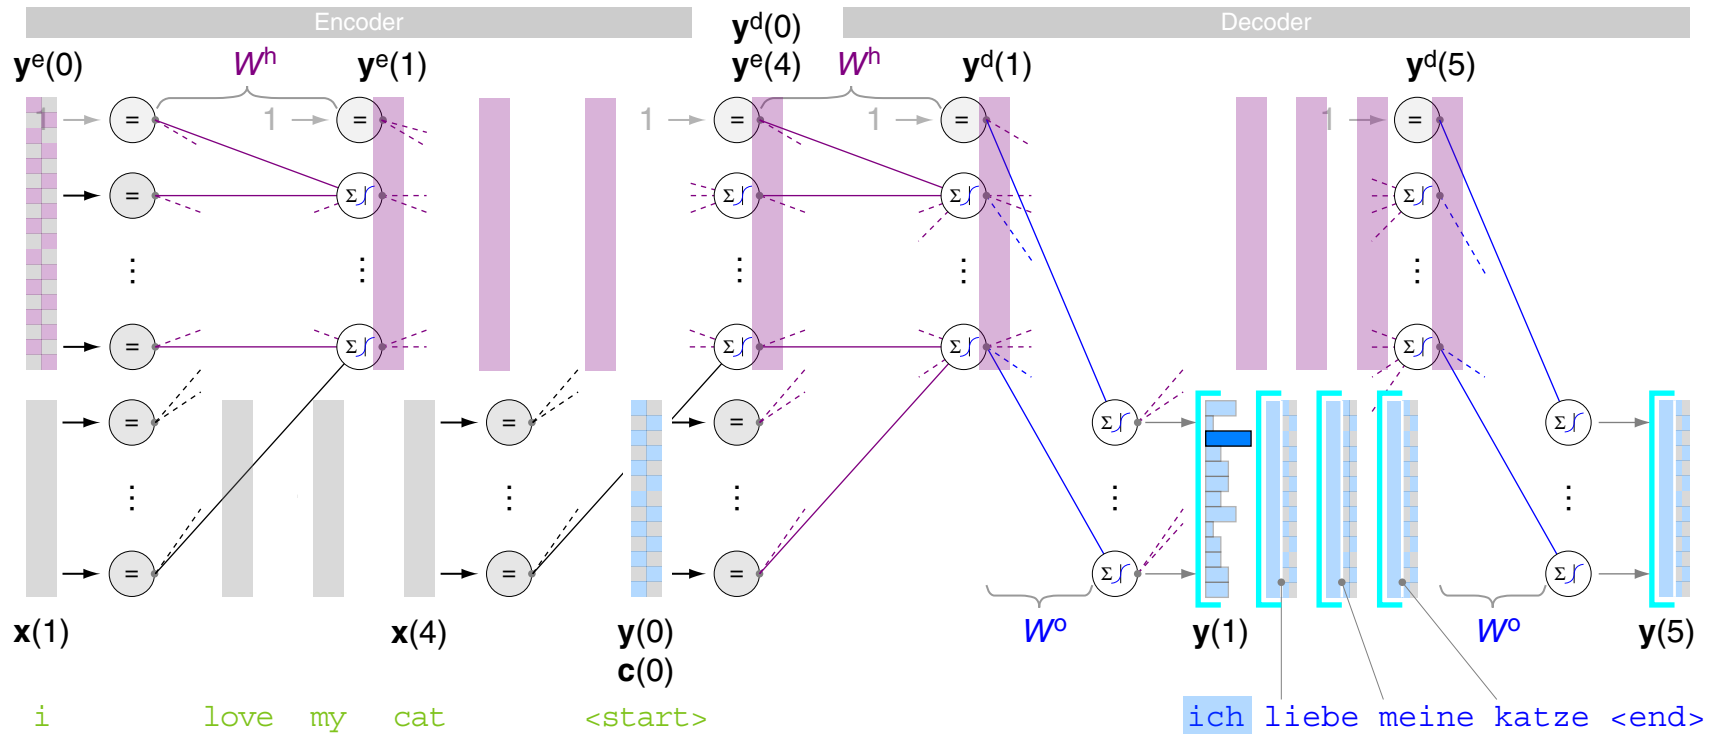 Encoder Decoder
yᵉ(0) Wʰ yᵉ(1) yᵈ(0) yᵉ(4) Wʰ yᵈ(1) yᵈ(5)
1 = 1 = 1 = 1 = 1 =
= Σ Σ Σ Σ
⋮ ⋮ ⋮ ⋮ ⋮
= Σ Σ Σ Σ
= = = Σ Σ
⋮ ⋮ ⋮ ⋮ ⋮
= = = Σ Σ
x(1) x(4) y(0) Wᵒ y(1) Wᵒ y(5)
c(0)
i love my cat <start> ich liebe meine katze <end>